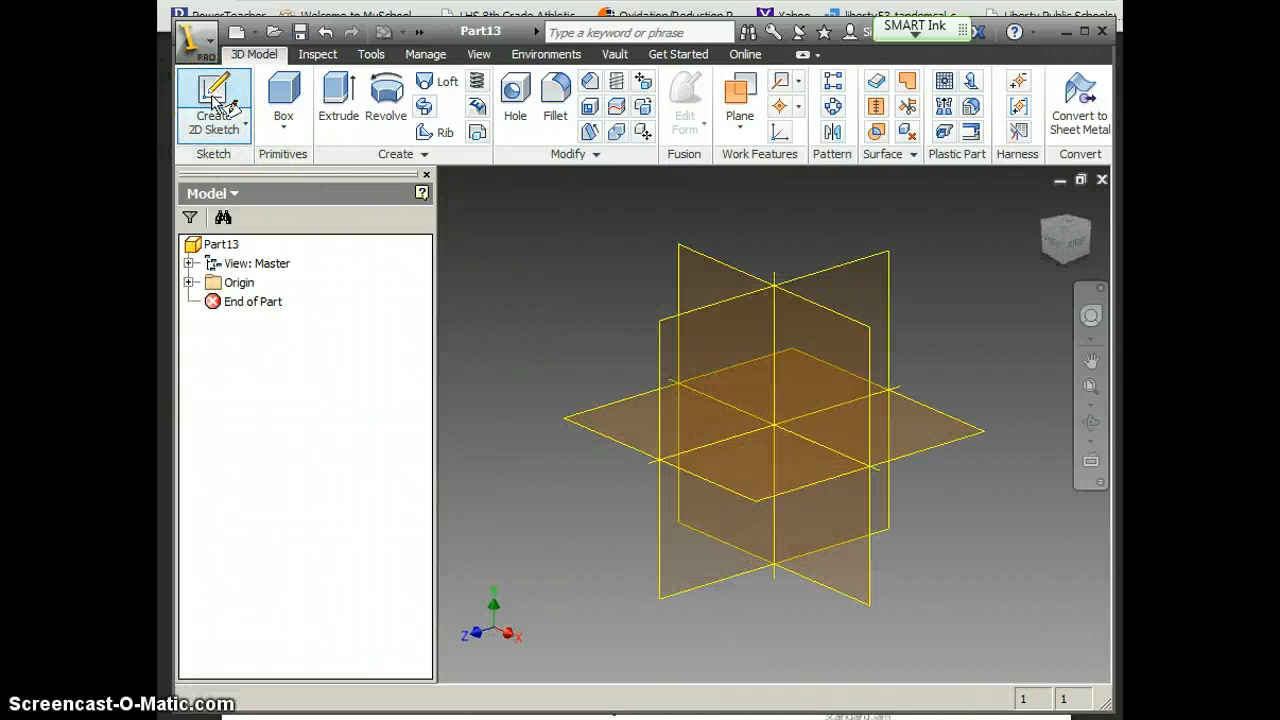 PowerTeacher Welcome to MySchool LHS 8th Grade Athletic Oxidation/Reduction P Yahoo liberty53.tandemcal.c Liberty Public Schools
PRO Part13 Type a keyword or phrase SMART Ink
3D Model Inspect Tools Manage View Environments Vault Get Started Online
Create 2D Sketch Box Extrude Revolve Loft Rib Hole Fillet Edit Form Plane Convert to Sheet Metal
Sketch Primitives Create Modify Fusion Work Features Pattern Surface Plastic Part Harness Convert
Model
Part13
View: Master
Origin
End of Part
Y
Z X
1 1
Screencast-O-Matic.com